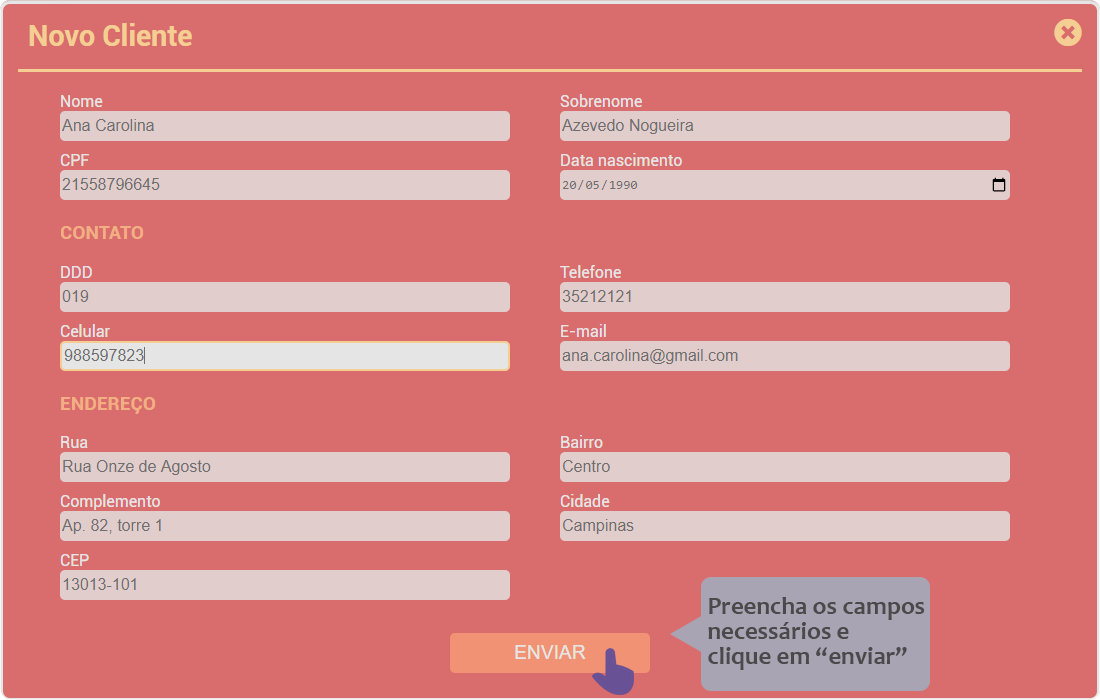 Novo Cliente
Nome
Sobrenome
Ana Carolina
Azevedo Nogueira
CPF
Data nascimento
21558796645
20/05/1990
CONTATO
DDD
Telefone
019
35212121
Celular
E-mail
988597823
ana.carolina@gmail.com
ENDEREÇO
Rua
Bairro
Rua Onze de Agosto
Centro
Complemento
Cidade
Ap. 82, torre 1
Campinas
CEP
13013-101
ENVIAR
Preencha os campos
necessários e
clique em “enviar”